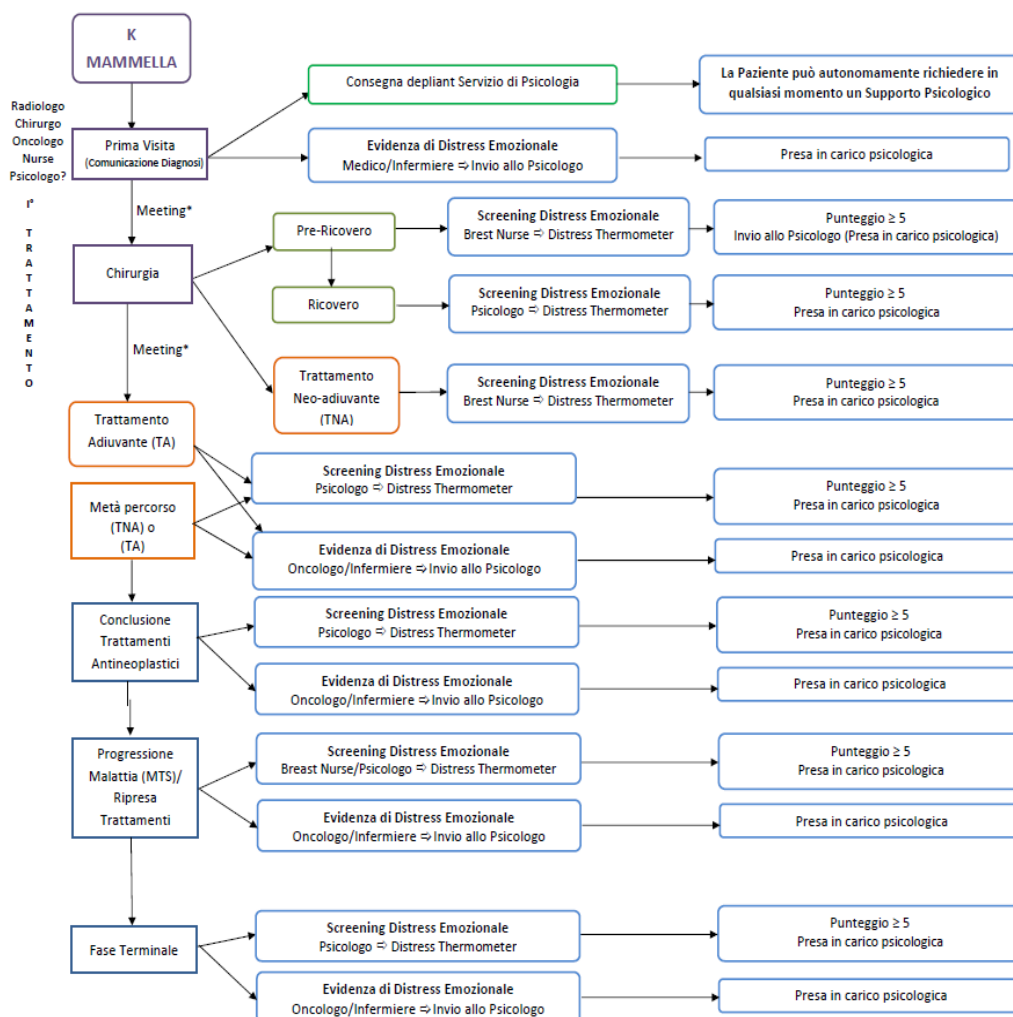 K
MAMMELLA
Radiologo
Chirurgo
Oncologo
Nurse
Psicologo?
Prima Visita
(Comunicazione Diagnosi)
Consegna depliant Servizio di Psicologia
La Paziente può autonomamente richiedere in
qualsiasi momento un Supporto Psicologico
Evidenza di Distress Emozionale
Medico/Infermiere ⇨ Invio allo Psicologo
Presa in carico psicologica
I°
T
R
A
T
T
A
M
E
N
T
O
Meeting*
Chirurgia
Pre-Ricovero
Screening Distress Emozionale
Brest Nurse ⇨ Distress Thermometer
Punteggio ≥ 5
Invio allo Psicologo (Presa in carico psicologica)
Ricovero
Screening Distress Emozionale
Psicologo ⇨ Distress Thermometer
Punteggio ≥ 5
Presa in carico psicologica
Meeting*
Trattamento
Neo-adiuvante
(TNA)
Screening Distress Emozionale
Brest Nurse ⇨ Distress Thermometer
Punteggio ≥ 5
Presa in carico psicologica
Trattamento
Adiuvante (TA)
Screening Distress Emozionale
Psicologo ⇨ Distress Thermometer
Punteggio ≥ 5
Presa in carico psicologica
Metà percorso
(TNA) o
(TA)
Evidenza di Distress Emozionale
Oncologo/Infermiere ⇨ Invio allo Psicologo
Presa in carico psicologica
Conclusione
Trattamenti
Antineoplastici
Screening Distress Emozionale
Psicologo ⇨ Distress Thermometer
Punteggio ≥ 5
Presa in carico psicologica
Evidenza di Distress Emozionale
Oncologo/Infermiere ⇨ Invio allo Psicologo
Presa in carico psicologica
Progressione
Malattia (MTS)/
Ripresa
Trattamenti
Screening Distress Emozionale
Breast Nurse/Psicologo ⇨ Distress Thermometer
Punteggio ≥ 5
Presa in carico psicologica
Evidenza di Distress Emozionale
Oncologo/Infermiere ⇨ Invio allo Psicologo
Presa in carico psicologica
Fase Terminale
Screening Distress Emozionale
Psicologo ⇨ Distress Thermometer
Punteggio ≥ 5
Presa in carico psicologica
Evidenza di Distress Emozionale
Oncologo/Infermiere ⇨ Invio allo Psicologo
Presa in carico psicologica